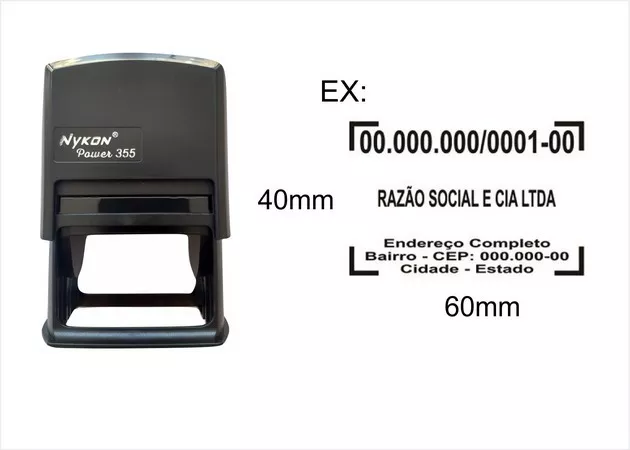 NYKON®
Power 355
EX:
40mm
00.000.000/0001-00
RAZÃO SOCIAL E CIA LTDA
Endereço Completo
Bairro - CEP: 000.000-00
Cidade - Estado
60mm